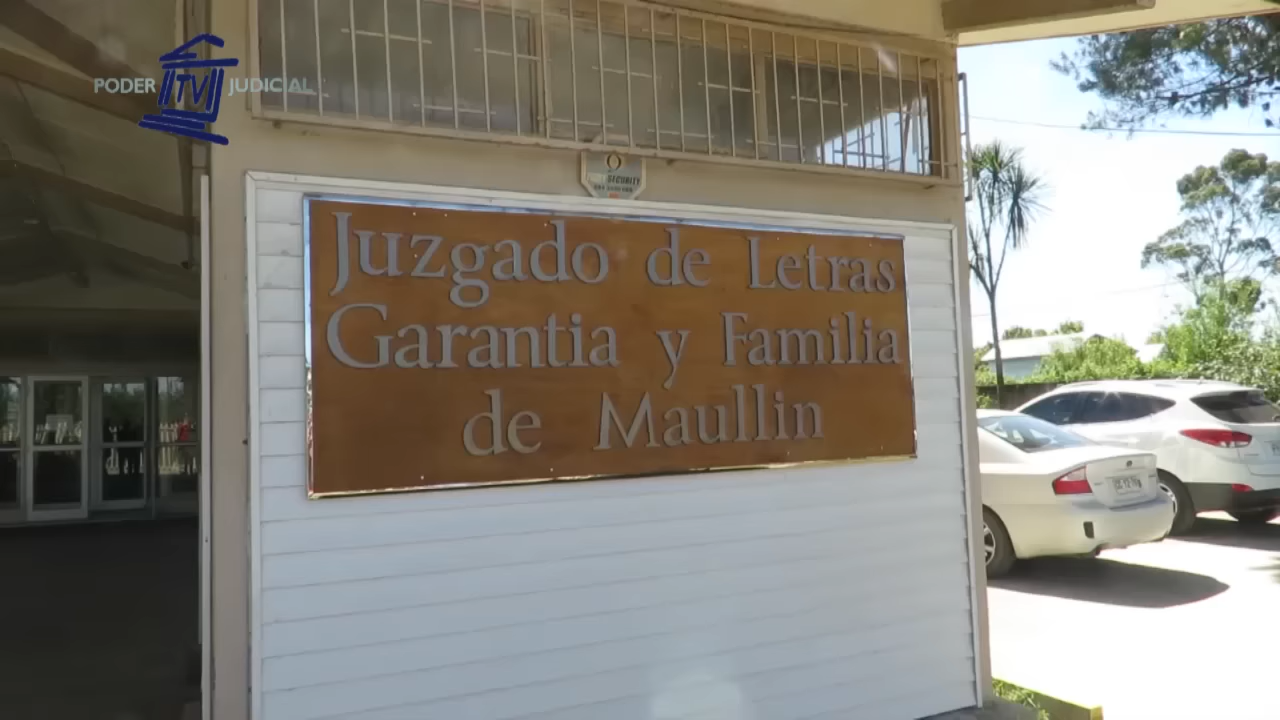 PODER TV JUDICIAL
SECURITY
Juzgado de Letras
Garantia y Familia
de Maullin